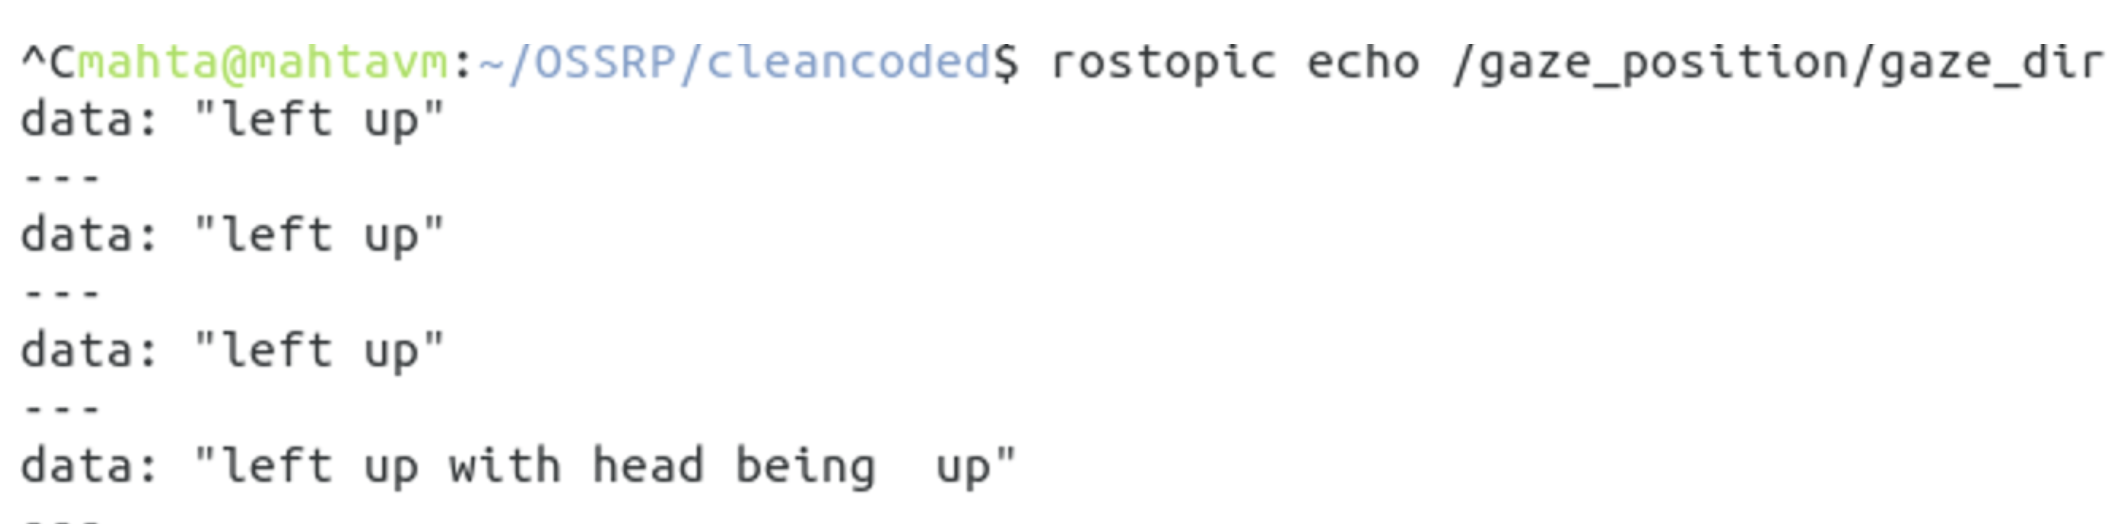 ^Cmahta@mahtavm:~/OSSRP/cleancoded$ rostopic echo /gaze_position/gaze_dir
data: "left up"
---
data: "left up"
---
data: "left up"
---
data: "left up with head being  up"
---